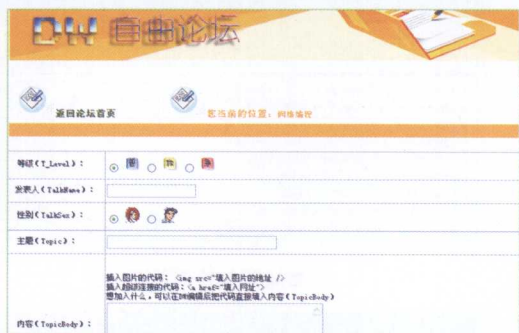 DW 自由论坛
返回论坛首页 您当前的位置：网络编程
等级(T_Level)：
发表人(TalkName)：
性别(TalkSex)：
主题(Topic)：
插入图片的代码： <img src="填入图片的地址 />
插入超级连接的代码：<a href="填入网址">
想加入什么，可以在DW编辑后把代码直接填入内容(TopicBody)
内容(TopicBody)：